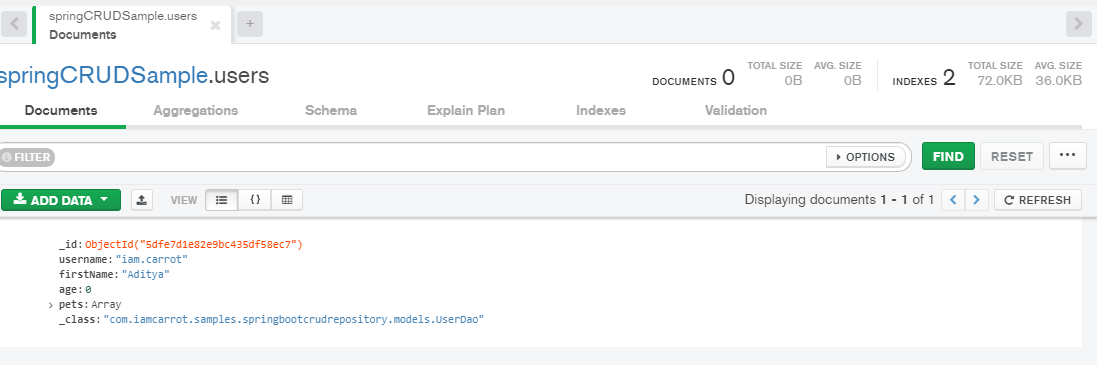 springCRUDSample.users
Documents
springCRUDSample.users
DOCUMENTS 0 TOTAL SIZE 0B AVG. SIZE 0B INDEXES 2 TOTAL SIZE 72.0KB AVG. SIZE 36.0KB
Documents Aggregations Schema Explain Plan Indexes Validation
FILTER OPTIONS FIND RESET ...
ADD DATA VIEW {} Displaying documents 1 - 1 of 1 REFRESH
_id: ObjectId("5dfe7d1e82e9bc435df58ec7")
username: "iam.carrot"
firstName: "Aditya"
age: 0
pets: Array
_class: "com.iamcarrot.samples.springbootcrudrepository.models.UserDao"